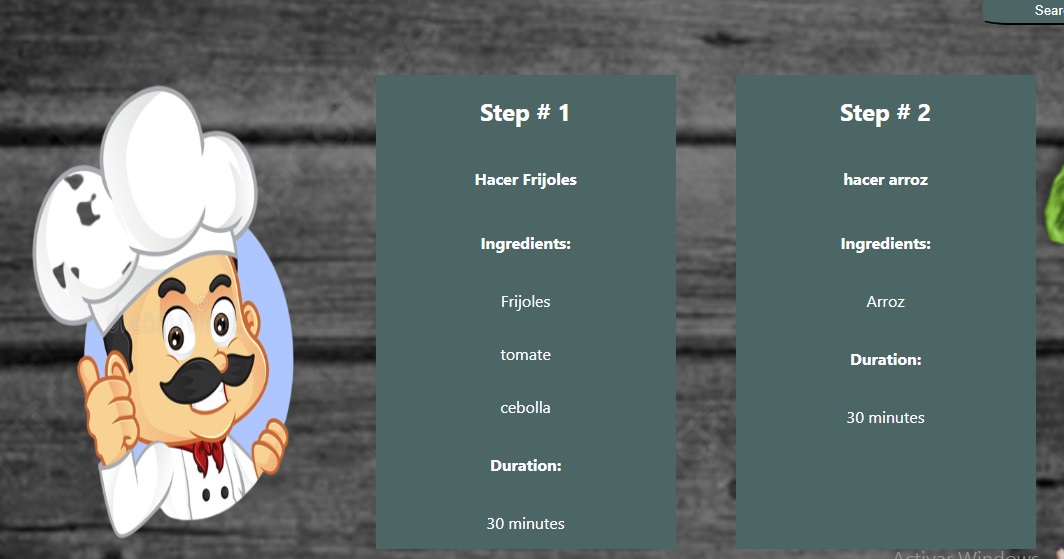 Sear
Step # 1
Hacer Frijoles
Ingredients:
Frijoles
tomate
cebolla
Duration:
30 minutes
Step # 2
hacer arroz
Ingredients:
Arroz
Duration:
30 minutes
Activar Windows